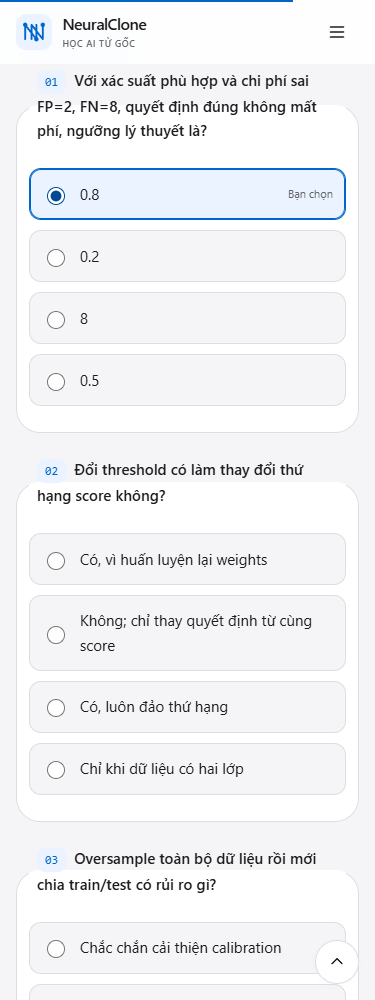 NeuralClone
HỌC AI TỪ GỐC
01 Với xác suất phù hợp và chi phí sai
FP=2, FN=8, quyết định đúng không mất
phí, ngưỡng lý thuyết là?
0.8 Bạn chọn
0.2
8
0.5
02 Đổi threshold có làm thay đổi thứ
hạng score không?
Có, vì huấn luyện lại weights
Không; chỉ thay quyết định từ cùng
score
Có, luôn đảo thứ hạng
Chỉ khi dữ liệu có hai lớp
03 Oversample toàn bộ dữ liệu rồi mới
chia train/test có rủi ro gì?
Chắc chắn cải thiện calibration